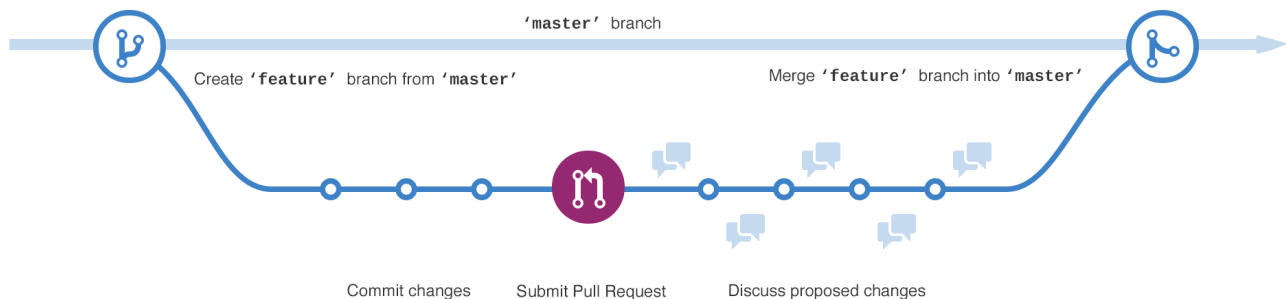 ‘master’ branch
Create ‘feature’ branch from ‘master’
Merge ‘feature’ branch into ‘master’
Commit changes
Submit Pull Request
Discuss proposed changes